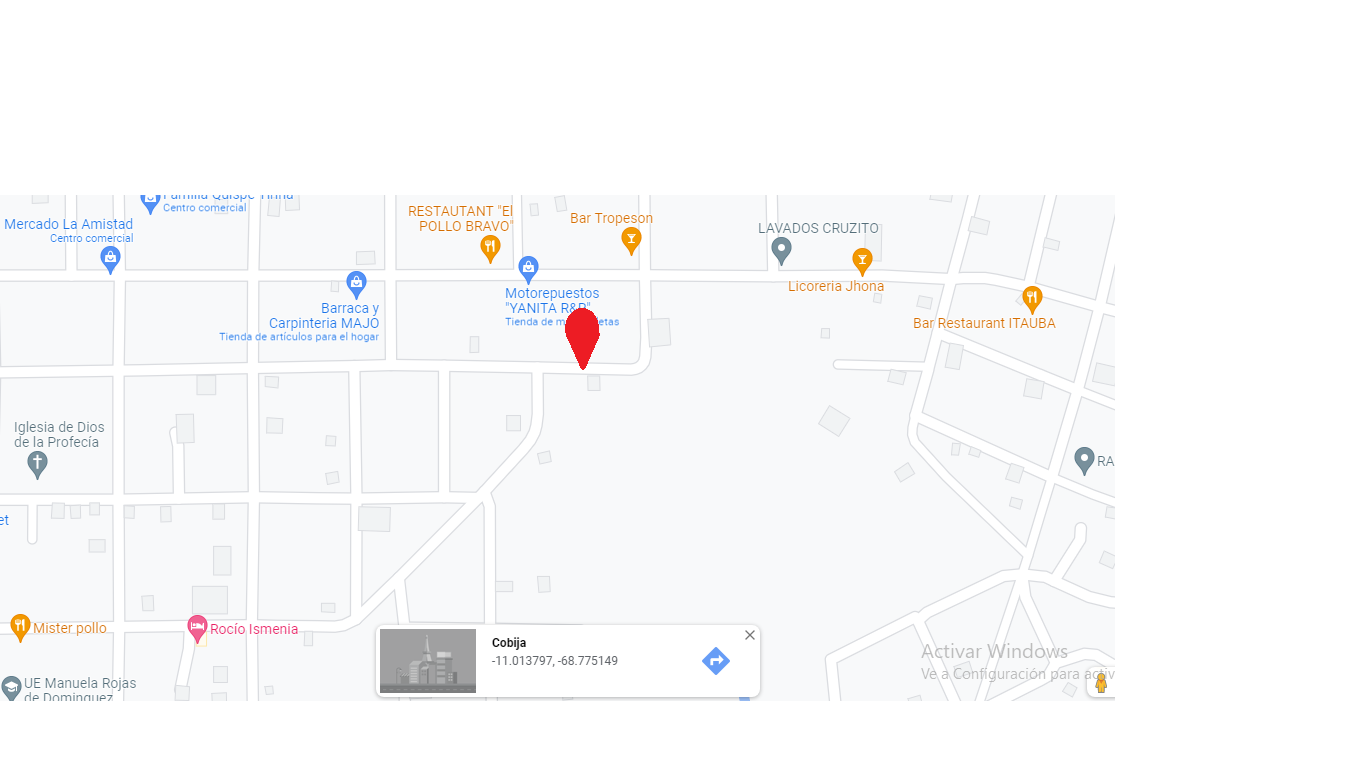 Familia Quispe Tinna
Centro comercial
RESTAUTANT "El
POLLO BRAVO"
Bar Tropeson
Mercado La Amistad
Centro comercial
LAVADOS CRUZITO
Licoreria Jhona
Motorepuestos
"YANITA R&P"
Barraca y
Carpinteria MAJO
Tienda de articulos para el hogar
Tienda de m etas
Bar Restaurant ITAUBA
Iglesia de Dios
de la Profecía
RA
et
Mister pollo
Rocío Ismenia
Cobija
-11.013797, -68.775149
Activar Windows
Ve a Configuración para activ
UE Manuela Rojas
de Dominguez